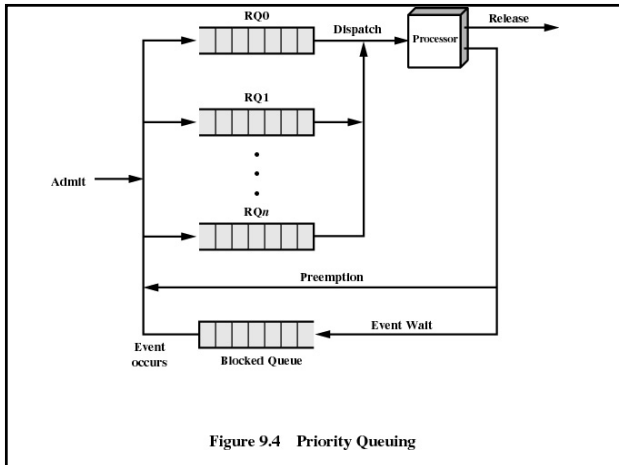 RQ0
Dispatch
Release
Processor
RQ1
Admit
RQn
Preemption
Event Wait
Event
occurs
Blocked Queue
Figure 9.4 Priority Queuing